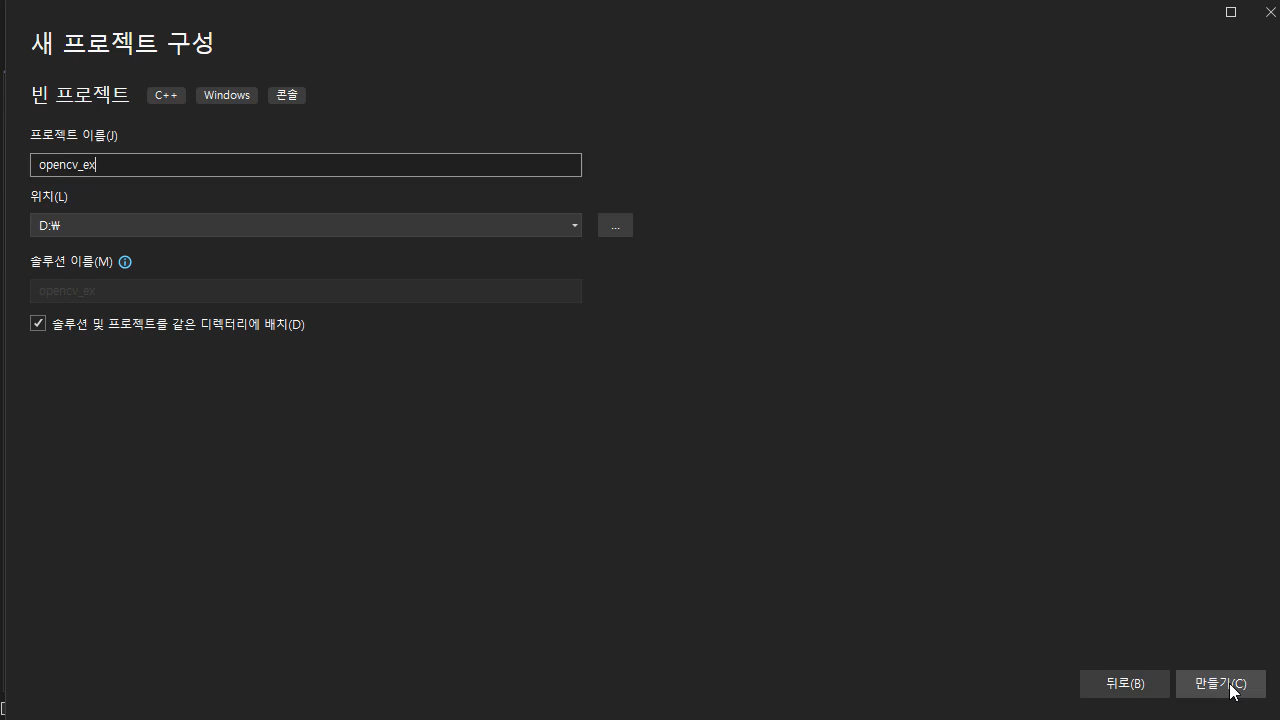 새 프로젝트 구성
빈 프로젝트 C++ Windows 콘솔
프로젝트 이름(J)
opencv_ex
위치(L)
D:₩ ...
솔루션 이름(M)
opencv_ex
솔루션 및 프로젝트를 같은 디렉터리에 배치(D)
뒤로(B) 만들기(C)